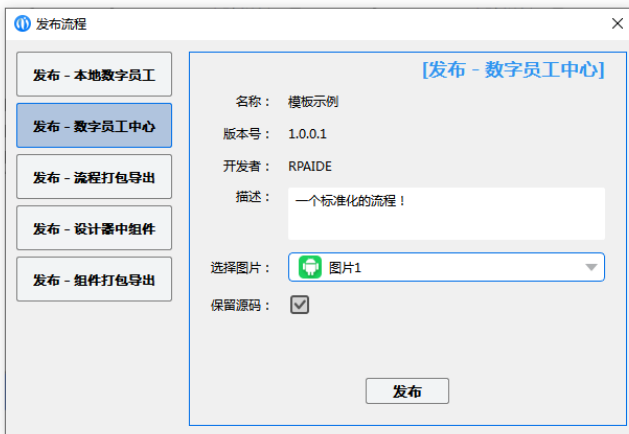 发布流程
发布 - 本地数字员工
发布 - 数字员工中心
发布 - 流程打包导出
发布 - 设计器中组件
发布 - 组件打包导出
[发布 - 数字员工中心]
名称： 模板示例
版本号： 1.0.0.1
开发者： RPAIDE
描述： 一个标准化的流程！
选择图片： 图片1
保留源码：
发布